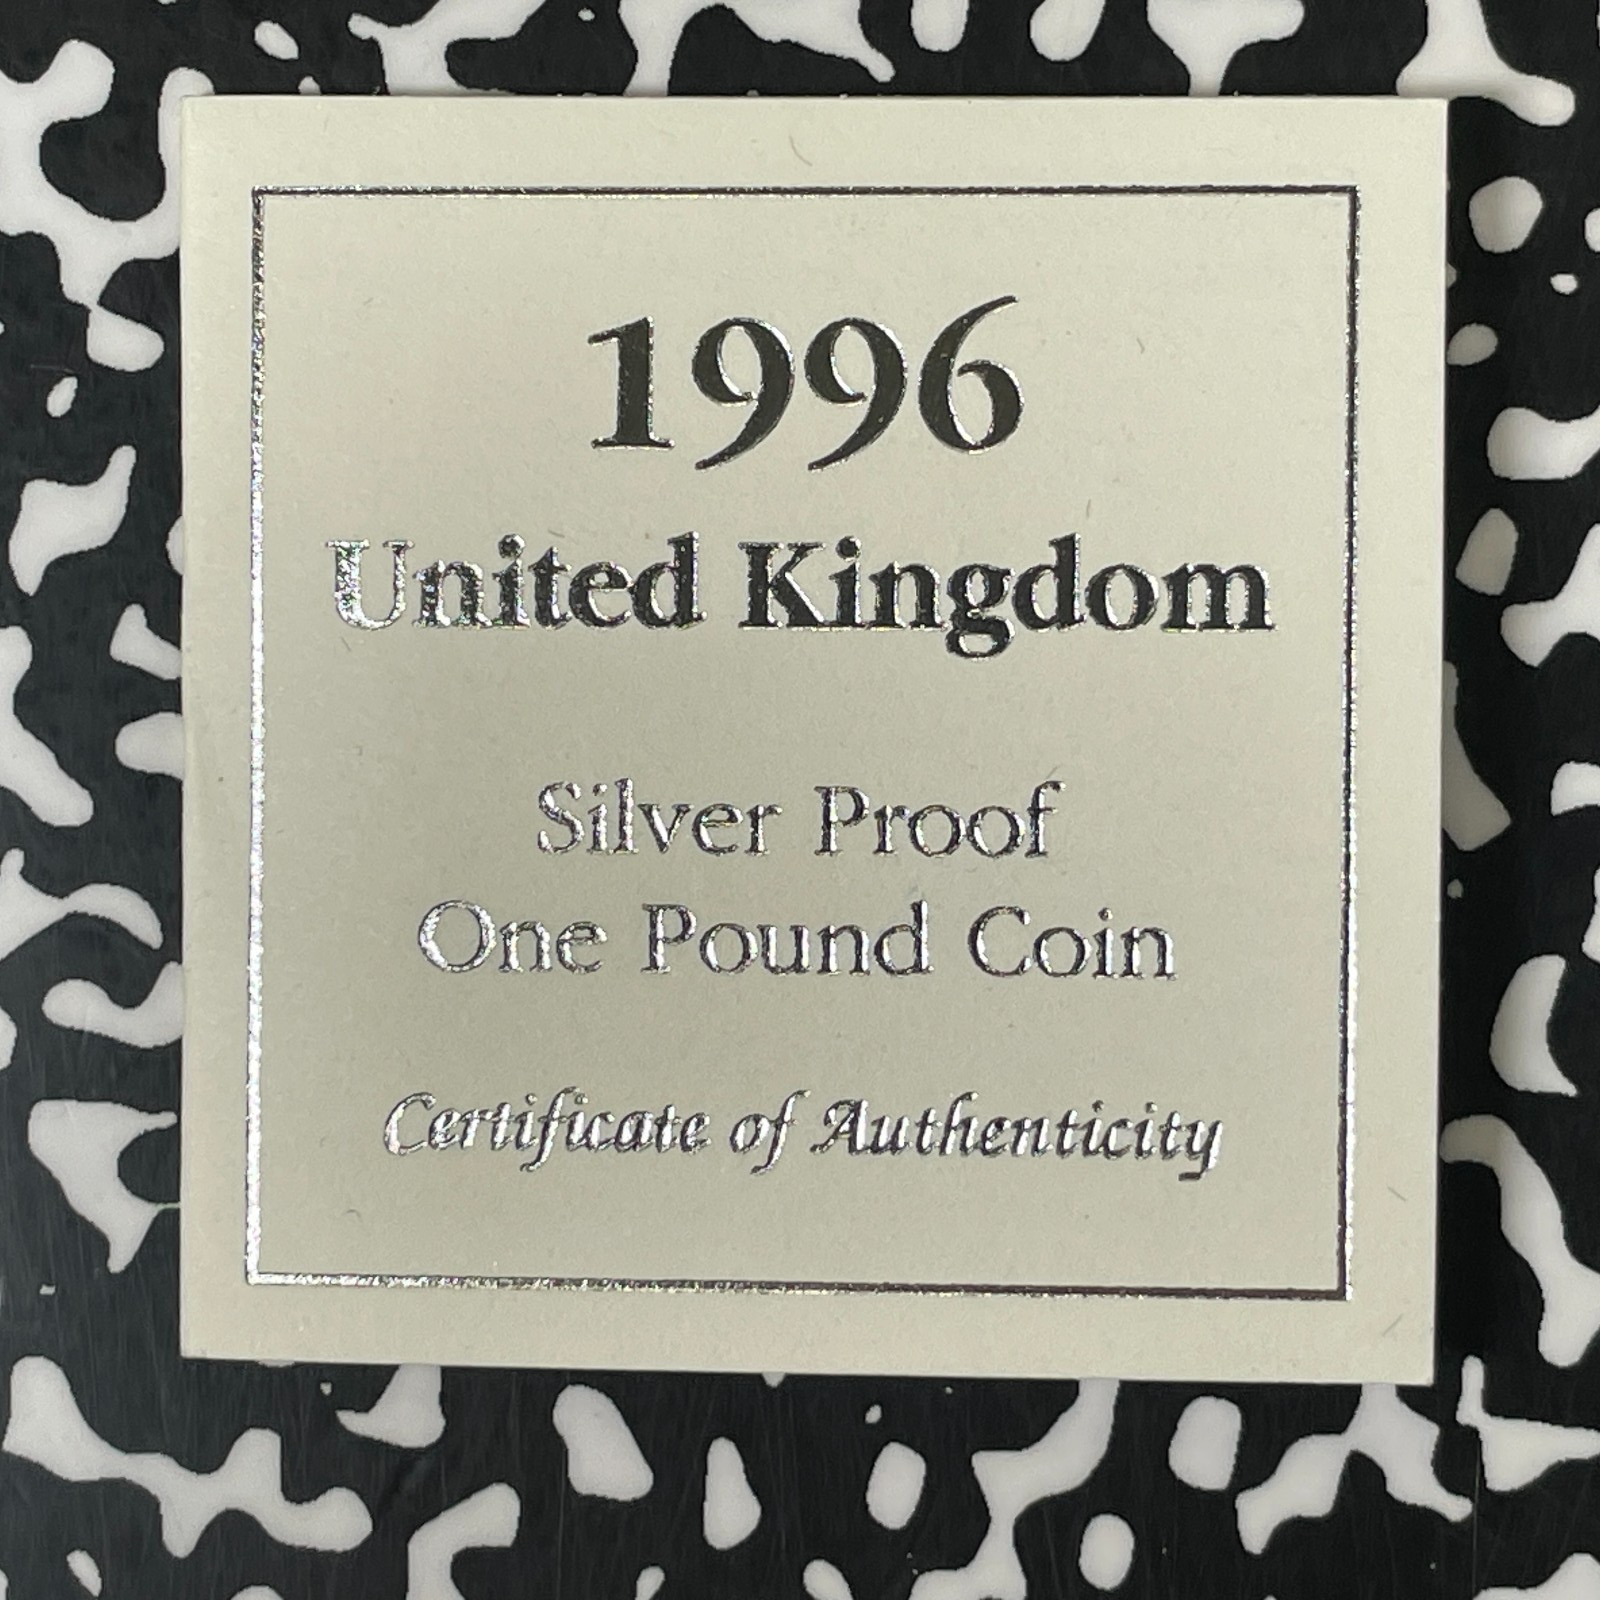 1996
United Kingdom
Silver Proof
One Pound Coin
Certificate of Authenticity